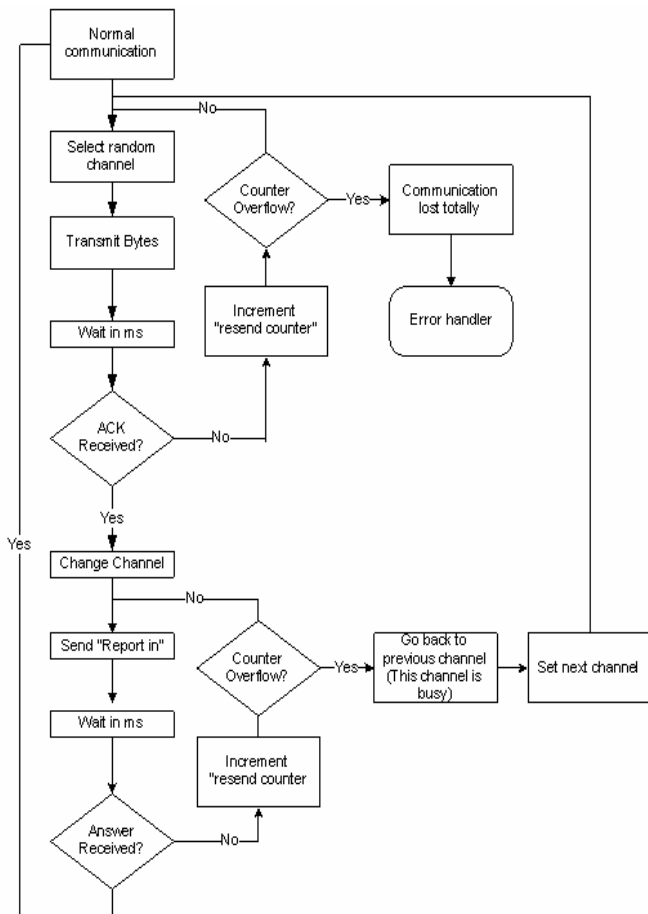 Normal
communication
No
Select random
channel
Counter
Overflow?
Yes
Communication
lost totally
Transmit Bytes
Increment
"resend counter"
Error handler
Wait in ms
ACK
Received?
No
Yes
Yes
Change Channel
No
Send "Report in"
Counter
Overflow?
Yes
Go back to
previous channel
(This channel is
busy)
Set next channel
Wait in ms
Increment
"resend counter
Answer
Received?
No